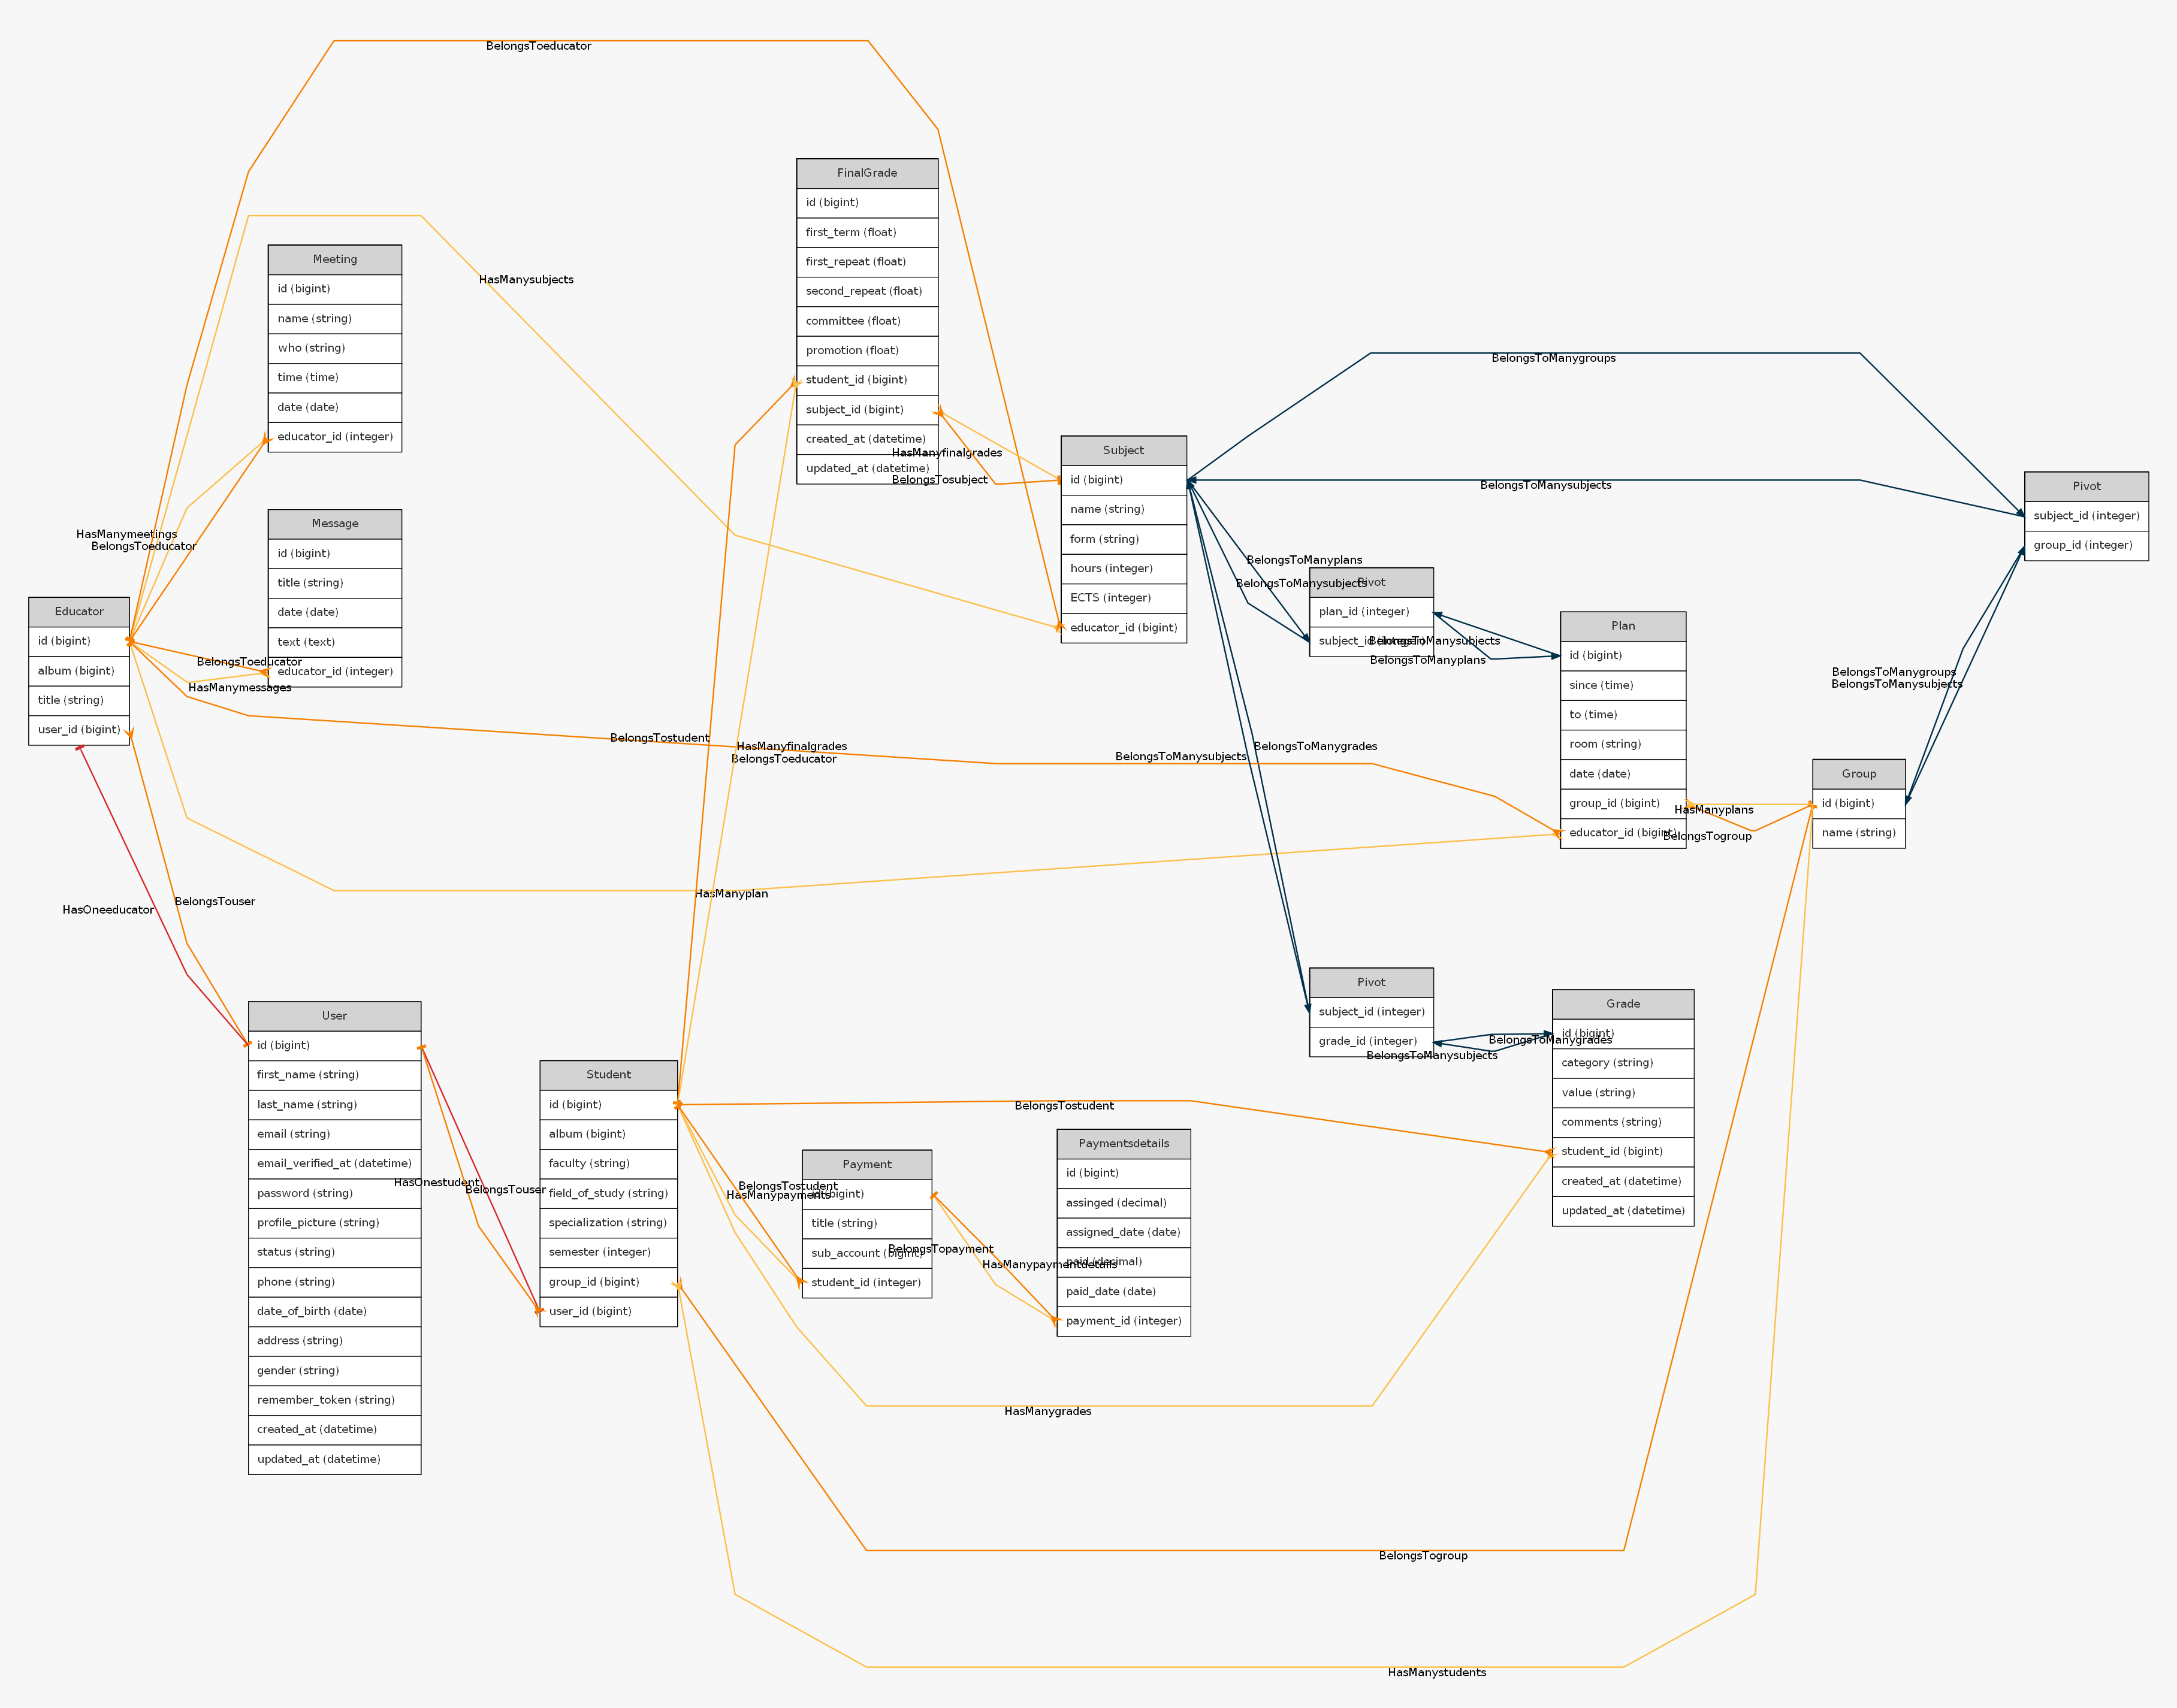 BelongsToeducator
FinalGrade
id (bigint)
first_term (float)
first_repeat (float)
second_repeat (float)
committee (float)
promotion (float)
student_id (bigint)
subject_id (bigint)
created_at (datetime)
updated_at (datetime)
HasManyfinalgrades
BelongsTosubject
Meeting
id (bigint)
name (string)
who (string)
time (time)
date (date)
educator_id (integer)
HasManysubjects
HasManymeetings
BelongsToeducator
Message
id (bigint)
title (string)
date (date)
text (text)
educator_id (integer)
BelongsToeducator
HasManymessages
Educator
id (bigint)
album (bigint)
title (string)
user_id (bigint)
Subject
id (bigint)
name (string)
form (string)
hours (integer)
ECTS (integer)
educator_id (bigint)
BelongsToManygroups
BelongsToManysubjects
Pivot
subject_id (integer)
group_id (integer)
BelongsToManyplans
BelongsToManysubjects
Pivot
plan_id (integer)
subject_id (integer)
BelongsToManysubjects
BelongsToManyplans
Plan
id (bigint)
since (time)
to (time)
room (string)
date (date)
group_id (bigint)
educator_id (bigint)
BelongsToManygroups
BelongsToManysubjects
HasManyplans
BelongsTogroup
Group
id (bigint)
name (string)
BelongsTostudent
HasManyfinalgrades
BelongsToeducator
BelongsToManysubjects
BelongsToManygrades
HasManyplan
HasOneeducator
BelongsTouser
User
id (bigint)
first_name (string)
last_name (string)
email (string)
email_verified_at (datetime)
password (string)
profile_picture (string)
status (string)
phone (string)
date_of_birth (date)
address (string)
gender (string)
remember_token (string)
created_at (datetime)
updated_at (datetime)
HasOnestudent
BelongsTouser
Student
id (bigint)
album (bigint)
faculty (string)
field_of_study (string)
specialization (string)
semester (integer)
group_id (bigint)
user_id (bigint)
BelongsTostudent
HasManypayments
Payment
id (bigint)
title (string)
sub_account (bigint)
student_id (integer)
BelongsTopayment
HasManypaymentdetails
Paymentsdetails
id (bigint)
assinged (decimal)
assigned_date (date)
paid (decimal)
paid_date (date)
payment_id (integer)
BelongsTostudent
Pivot
subject_id (integer)
grade_id (integer)
BelongsToManygrades
BelongsToManysubjects
Grade
id (bigint)
category (string)
value (string)
comments (string)
student_id (bigint)
created_at (datetime)
updated_at (datetime)
HasManygrades
BelongsTogroup
HasManystudents